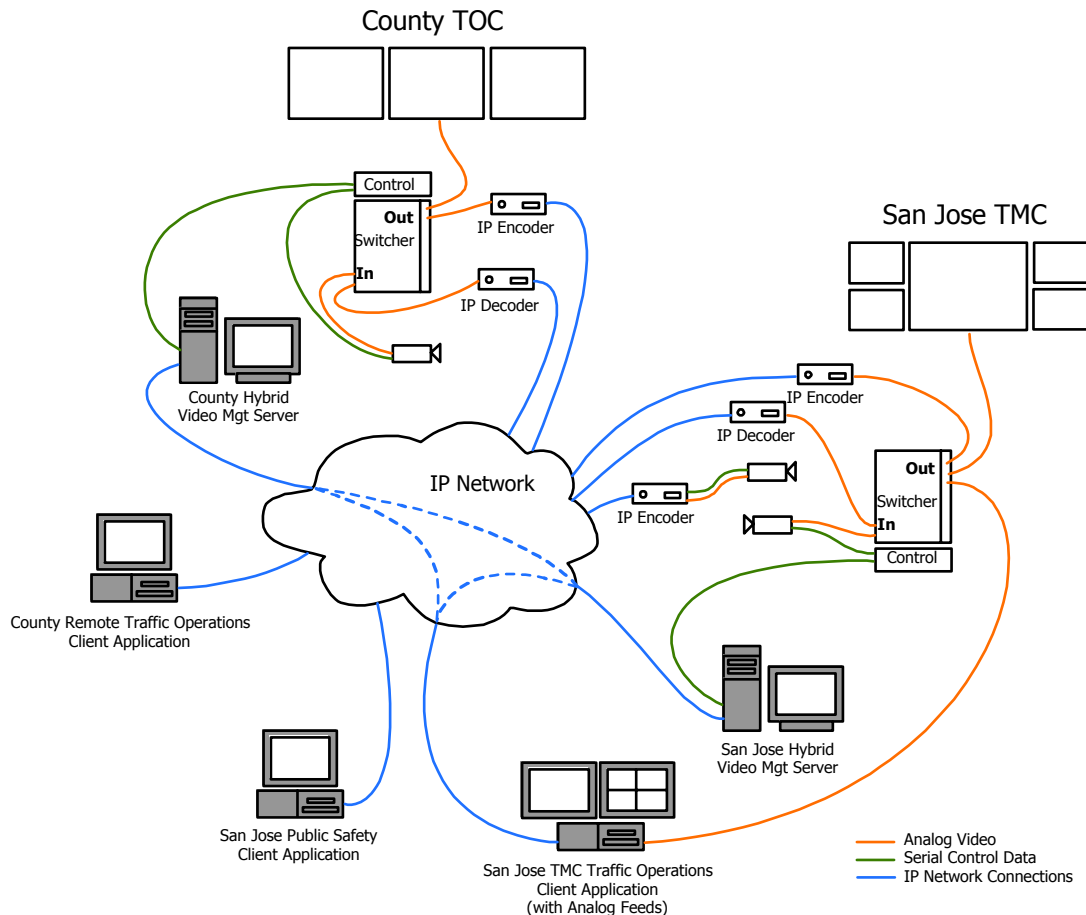 County TOC
Control
Out
Switcher
In
IP Encoder
IP Decoder
San Jose TMC
County Hybrid
Video Mgt Server
IP Encoder
IP Decoder
IP Network
IP Encoder
Out
Switcher
In
Control
County Remote Traffic Operations
Client Application
San Jose Hybrid
Video Mgt Server
San Jose Public Safety
Client Application
San Jose TMC Traffic Operations
Client Application
(with Analog Feeds)
Analog Video
Serial Control Data
IP Network Connections